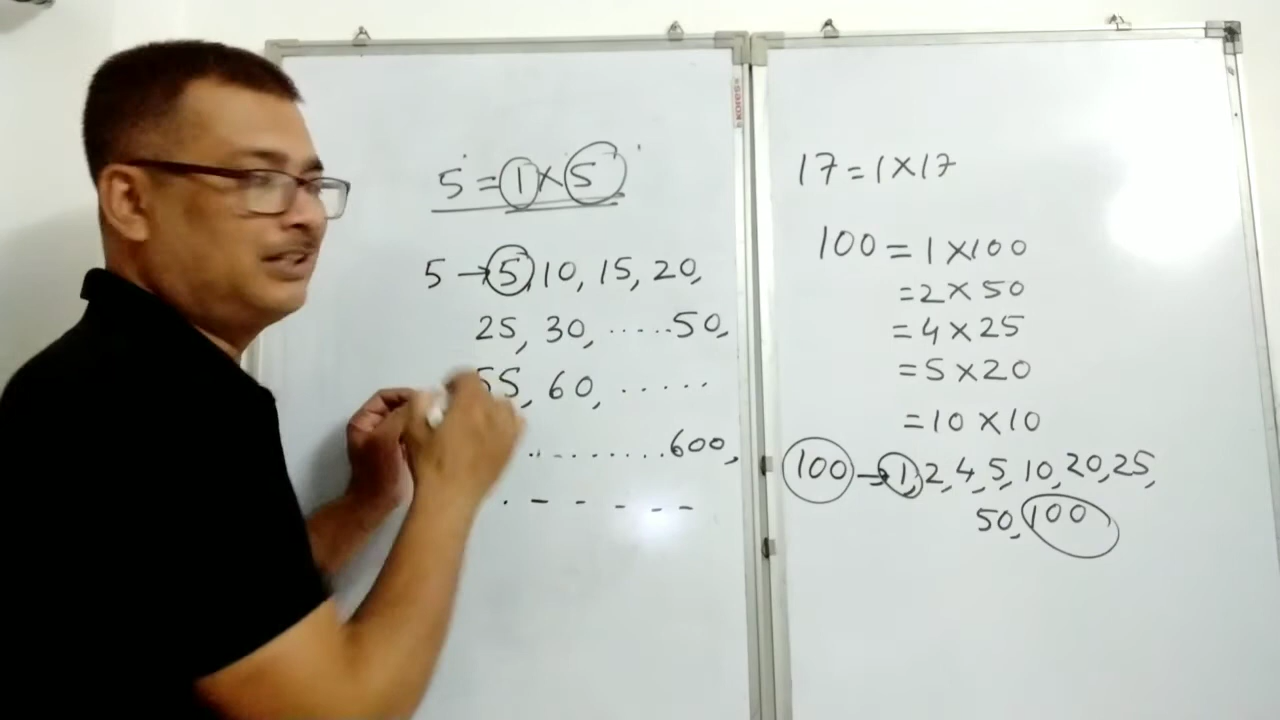 5 = 1 × 5
5 → 5, 10, 15, 20,
25, 30, ..... 50,
55, 60, .....
......... 600,
. - - - - -
kores
17 = 1 × 17
100 = 1 × 100
= 2 × 50
= 4 × 25
= 5 × 20
= 10 × 10
100 → 1, 2, 4, 5, 10, 20, 25,
50, 100